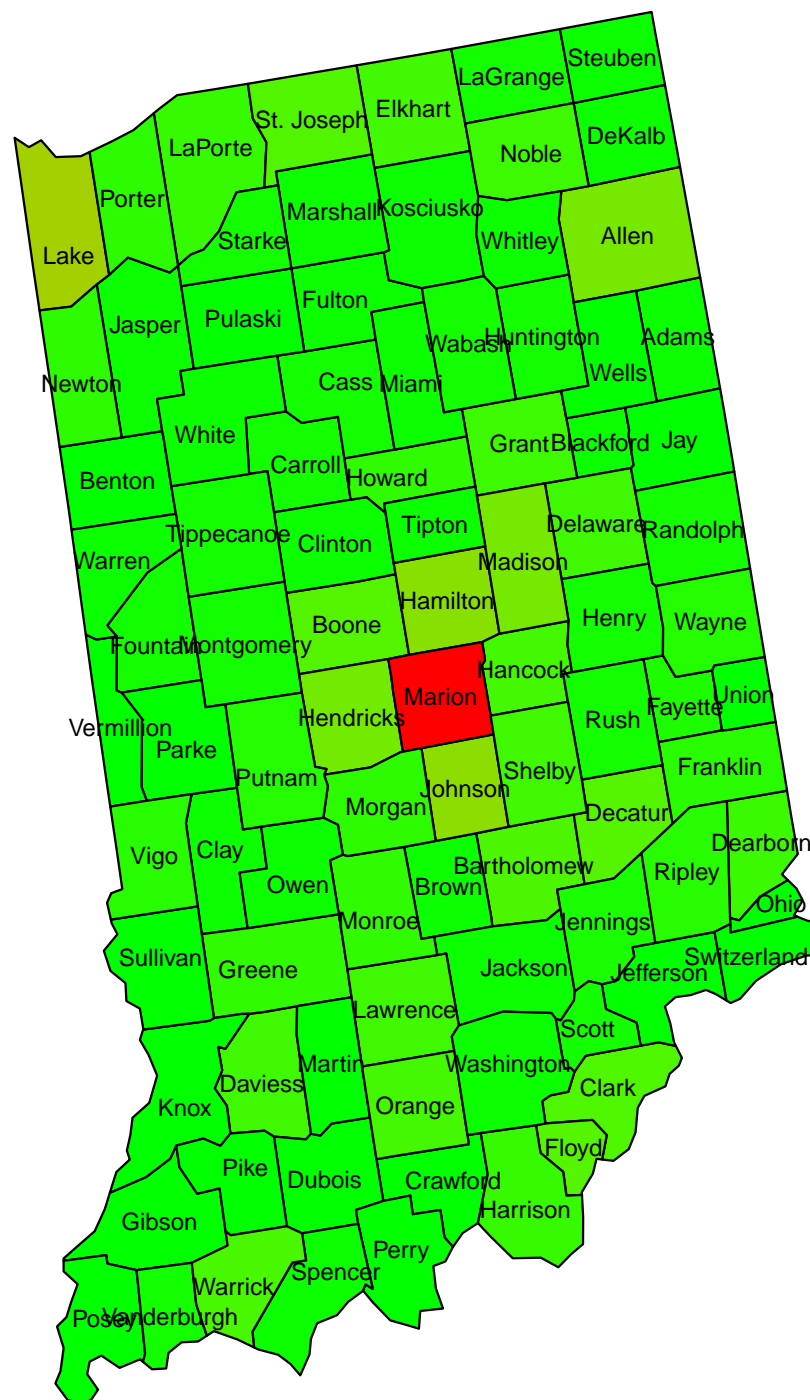 Steuben
LaGrange
Elkhart
St. Joseph
LaPorte
DeKalb
Noble
Porter
Marshall
Kosciusko
Allen
Starke
Whitley
Lake
Fulton
Pulaski
Jasper
Wabash
Huntington
Adams
Wells
Newton
Cass
Miami
White
Grant
Blackford
Jay
Carroll
Howard
Benton
Tipton
Delaware
Randolph
Tippecanoe
Clinton
Warren
Madison
Hamilton
Henry
Wayne
Boone
Fountain
Montgomery
Hancock
Marion
Union
Fayette
Hendricks
Rush
Vermillion
Parke
Franklin
Shelby
Putnam
Johnson
Morgan
Decatur
Dearborn
Clay
Vigo
Bartholomew
Ripley
Owen
Brown
Ohio
Monroe
Jennings
Sullivan
Switzerland
Greene
Jackson
Jefferson
Lawrence
Scott
Martin
Washington
Daviess
Clark
Knox
Orange
Floyd
Pike
Dubois
Crawford
Harrison
Gibson
Perry
Spencer
Warrick
Posey
Vanderburgh